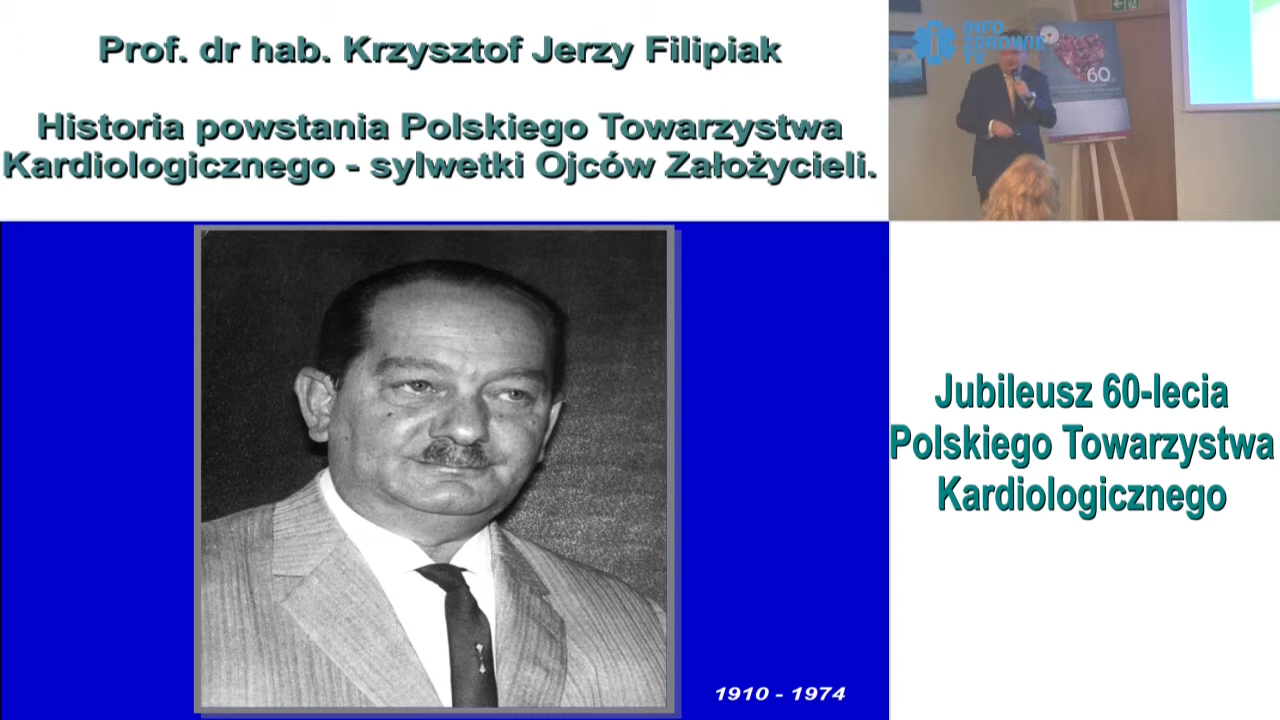 Prof. dr hab. Krzysztof Jerzy Filipiak
Historia powstania Polskiego Towarzystwa
Kardiologicznego - sylwetki Ojców Założycieli.
INFO
ZDROWIE
TV
60
Jubileusz 60-lecia
Polskiego Towarzystwa
Kardiologicznego
1910 - 1974